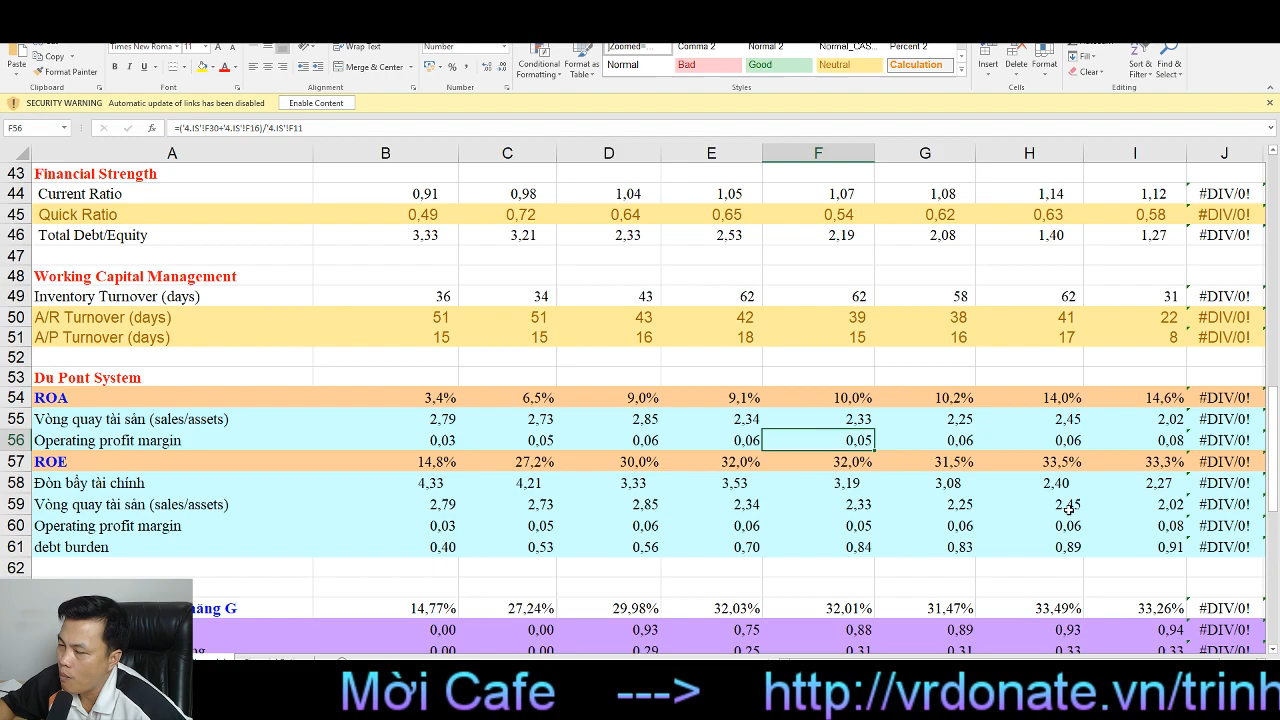 Copy
Format Painter
Paste
Clipboard
Times New Roma 11 A A
B I U
Font
Wrap Text
Merge & Center
Alignment
Number
% ,
Number
Conditional Formatting
Format as Table
Zoomed=... Comma 2 Normal 2 Normal_CAS... Percent 2
Normal Bad Good Neutral Calculation
Styles
Insert Delete Format
Cells
Fill
Clear
Sort & Filter
Find & Select
Editing
SECURITY WARNING Automatic update of links has been disabled Enable Content
F56 fx =('4.IS'!F30+'4.IS'!F16)/'4.IS'!F11
A B C D E F G H I J
43 Financial Strength
44 Current Ratio 0,91 0,98 1,04 1,05 1,07 1,08 1,14 1,12 #DIV/0!
45 Quick Ratio 0,49 0,72 0,64 0,65 0,54 0,62 0,63 0,58 #DIV/0!
46 Total Debt/Equity 3,33 3,21 2,33 2,53 2,19 2,08 1,40 1,27 #DIV/0!
47
48 Working Capital Management
49 Inventory Turnover (days) 36 34 43 62 62 58 62 31 #DIV/0!
50 A/R Turnover (days) 51 51 43 42 39 38 41 22 #DIV/0!
51 A/P Turnover (days) 15 15 16 18 15 16 17 8 #DIV/0!
52
53 Du Pont System
54 ROA 3,4% 6,5% 9,0% 9,1% 10,0% 10,2% 14,0% 14,6% #DIV/0!
55 Vòng quay tài sản (sales/assets) 2,79 2,73 2,85 2,34 2,33 2,25 2,45 2,02 #DIV/0!
56 Operating profit margin 0,03 0,05 0,06 0,06 0,05 0,06 0,06 0,08 #DIV/0!
57 ROE 14,8% 27,2% 30,0% 32,0% 32,0% 31,5% 33,5% 33,3% #DIV/0!
58 Đòn bẩy tài chính 4,33 4,21 3,33 3,53 3,19 3,08 2,40 2,27 #DIV/0!
59 Vòng quay tài sản (sales/assets) 2,79 2,73 2,85 2,34 2,33 2,25 2,45 2,02 #DIV/0!
60 Operating profit margin 0,03 0,05 0,06 0,06 0,05 0,06 0,06 0,08 #DIV/0!
61 debt burden 0,40 0,53 0,56 0,70 0,84 0,83 0,89 0,91 #DIV/0!
62
G 14,77% 27,24% 29,98% 32,03% 32,01% 31,47% 33,49% 33,26% #DIV/0!
0,00 0,00 0,93 0,75 0,88 0,89 0,93 0,94 #DIV/0!
0,00 0,00 0,29 0,25 0,31 0,31 0,33 0,33 #DIV/0!
Mời Cafe ---> http://vrdonate.vn/trinh